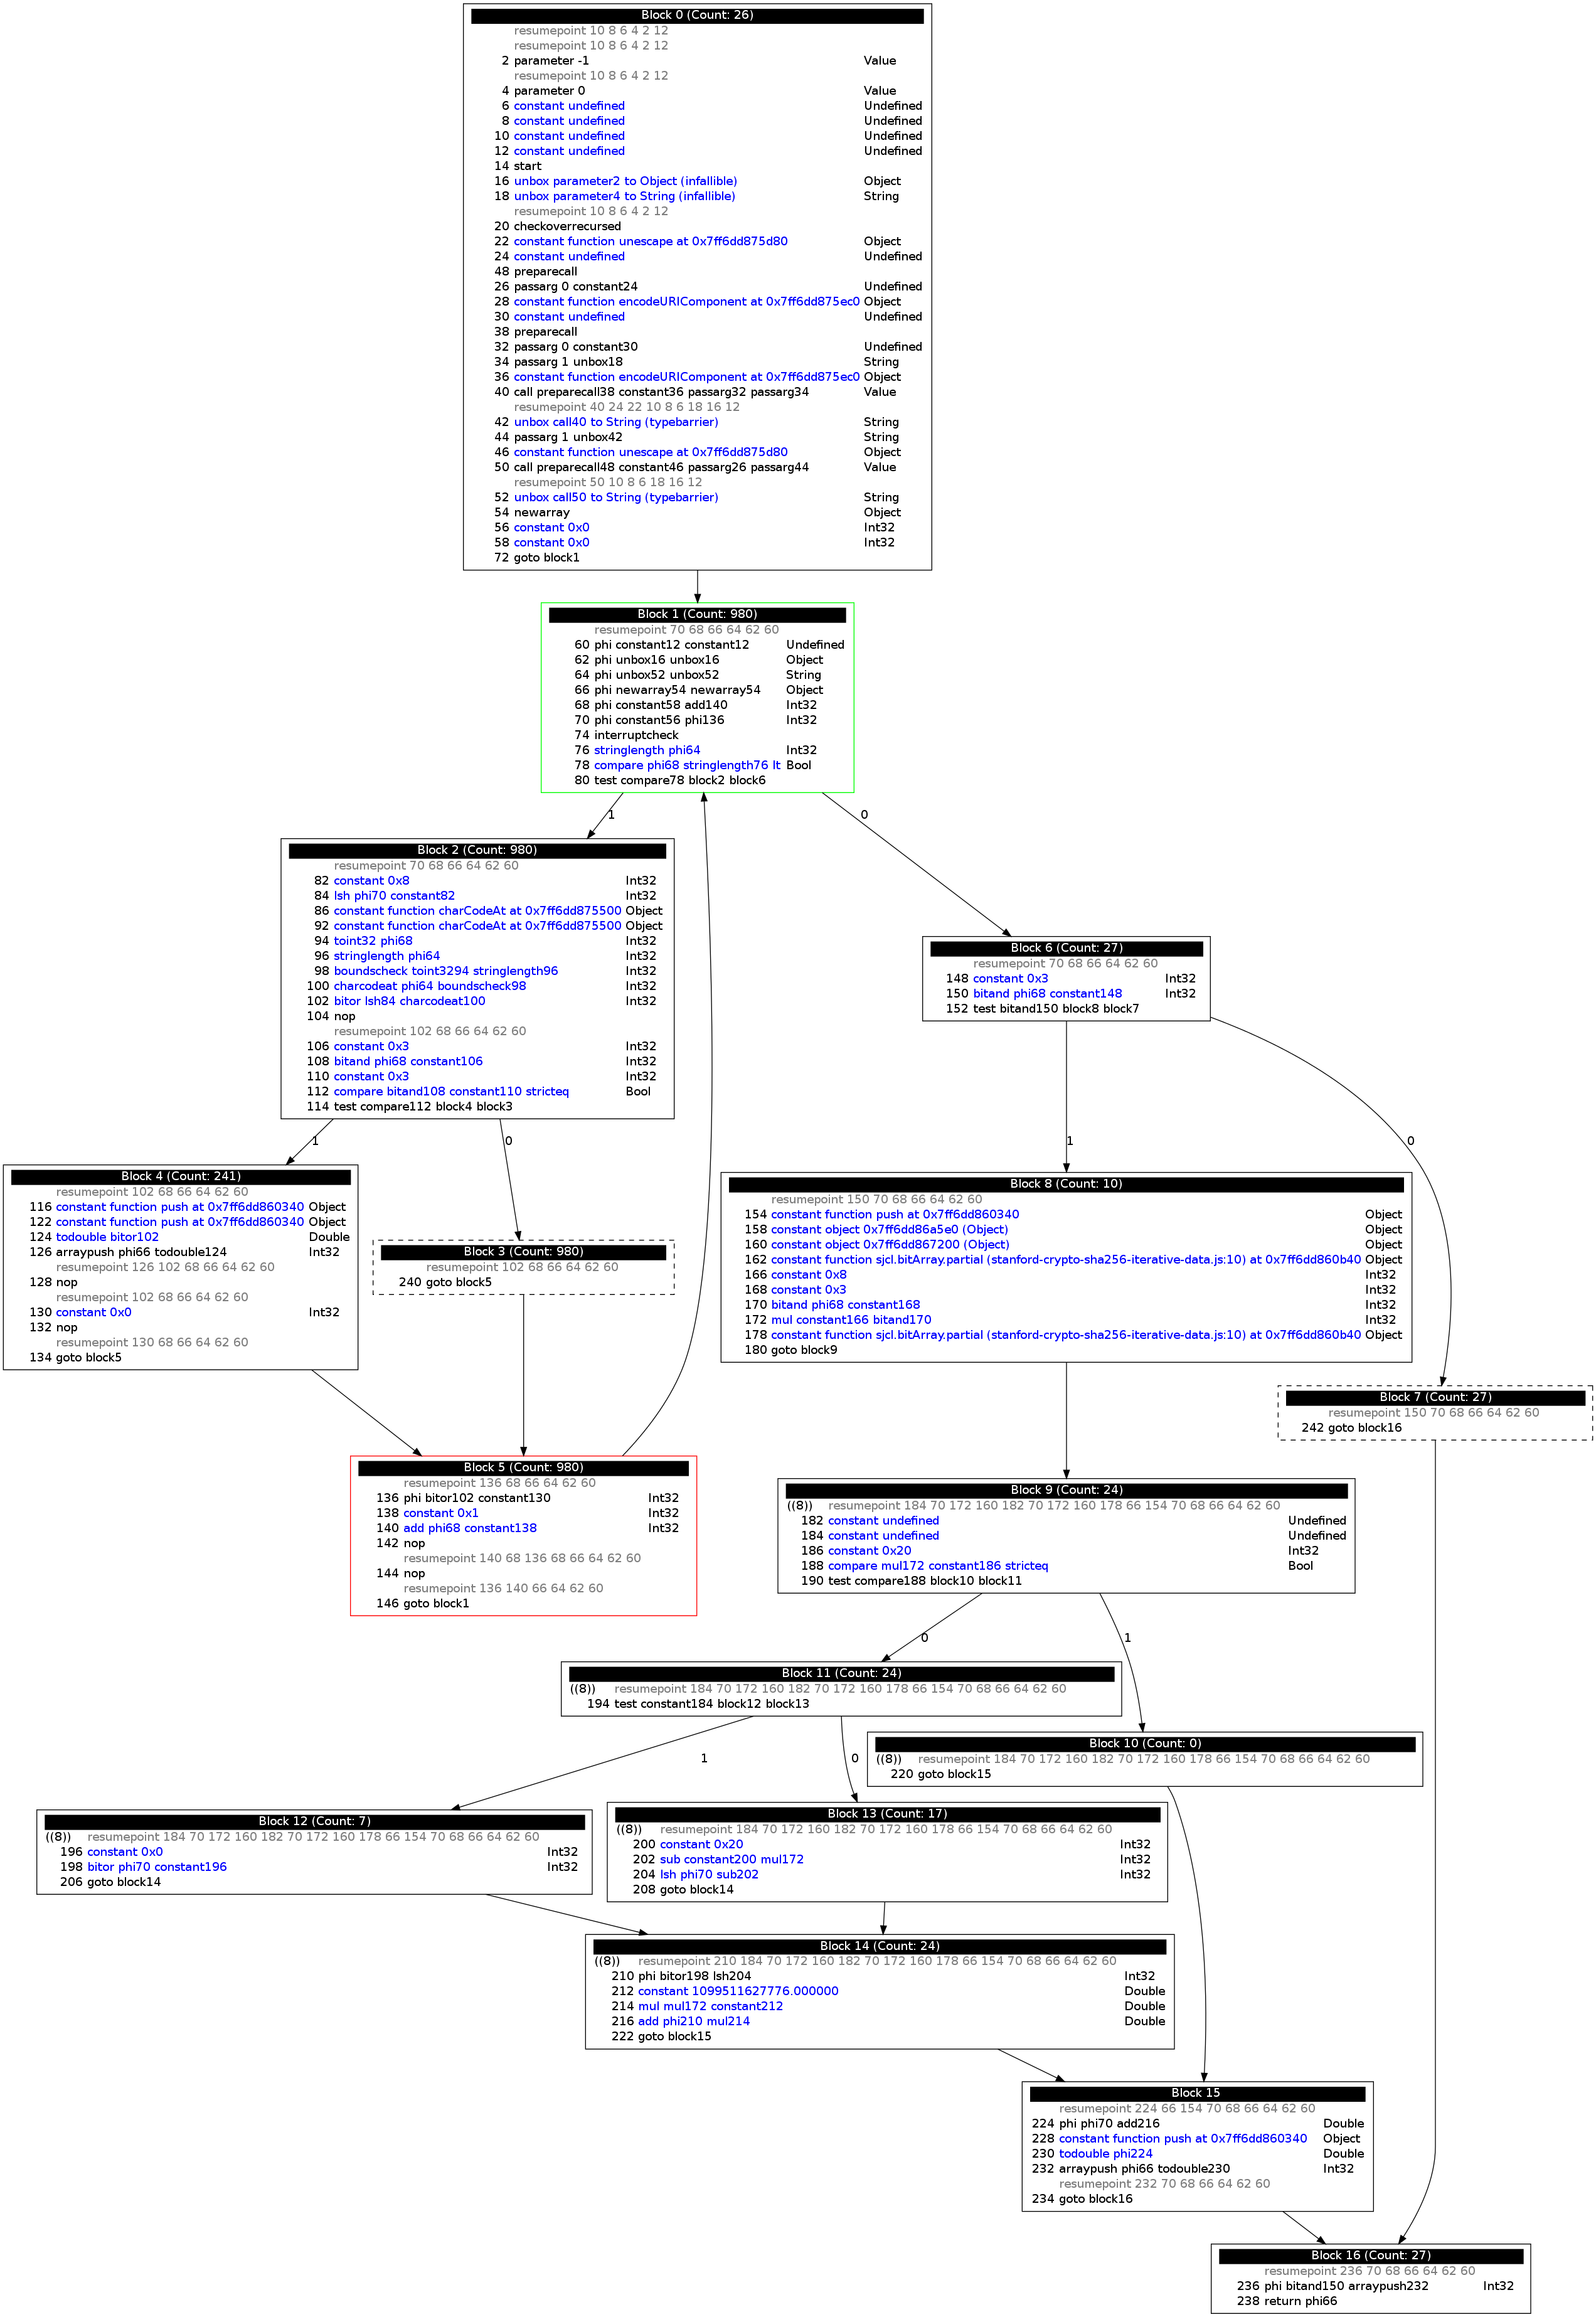 Block 0 (Count: 26)
resumepoint 10 8 6 4 2 12
resumepoint 10 8 6 4 2 12
2 parameter -1 Value
resumepoint 10 8 6 4 2 12
4 parameter 0 Value
6 constant undefined Undefined
8 constant undefined Undefined
10 constant undefined Undefined
12 constant undefined Undefined
14 start
16 unbox parameter2 to Object (infallible) Object
18 unbox parameter4 to String (infallible) String
resumepoint 10 8 6 4 2 12
20 checkoverrecursed
22 constant function unescape at 0x7ff6dd875d80 Object
24 constant undefined Undefined
48 preparecall
26 passarg 0 constant24 Undefined
28 constant function encodeURIComponent at 0x7ff6dd875ec0 Object
30 constant undefined Undefined
38 preparecall
32 passarg 0 constant30 Undefined
34 passarg 1 unbox18 String
36 constant function encodeURIComponent at 0x7ff6dd875ec0 Object
40 call preparecall38 constant36 passarg32 passarg34 Value
resumepoint 40 24 22 10 8 6 18 16 12
42 unbox call40 to String (typebarrier) String
44 passarg 1 unbox42 String
46 constant function unescape at 0x7ff6dd875d80 Object
50 call preparecall48 constant46 passarg26 passarg44 Value
resumepoint 50 10 8 6 18 16 12
52 unbox call50 to String (typebarrier) String
54 newarray Object
56 constant 0x0 Int32
58 constant 0x0 Int32
72 goto block1
Block 1 (Count: 980)
resumepoint 70 68 66 64 62 60
60 phi constant12 constant12 Undefined
62 phi unbox16 unbox16 Object
64 phi unbox52 unbox52 String
66 phi newarray54 newarray54 Object
68 phi constant58 add140 Int32
70 phi constant56 phi136 Int32
74 interruptcheck
76 stringlength phi64 Int32
78 compare phi68 stringlength76 lt Bool
80 test compare78 block2 block6
1
0
Block 2 (Count: 980)
resumepoint 70 68 66 64 62 60
82 constant 0x8 Int32
84 lsh phi70 constant82 Int32
86 constant function charCodeAt at 0x7ff6dd875500 Object
92 constant function charCodeAt at 0x7ff6dd875500 Object
94 toint32 phi68 Int32
96 stringlength phi64 Int32
98 boundscheck toint3294 stringlength96 Int32
100 charcodeat phi64 boundscheck98 Int32
102 bitor lsh84 charcodeat100 Int32
104 nop
resumepoint 102 68 66 64 62 60
106 constant 0x3 Int32
108 bitand phi68 constant106 Int32
110 constant 0x3 Int32
112 compare bitand108 constant110 stricteq Bool
114 test compare112 block4 block3
Block 6 (Count: 27)
resumepoint 70 68 66 64 62 60
148 constant 0x3 Int32
150 bitand phi68 constant148 Int32
152 test bitand150 block8 block7
1
0
1
0
Block 4 (Count: 241)
resumepoint 102 68 66 64 62 60
116 constant function push at 0x7ff6dd860340 Object
122 constant function push at 0x7ff6dd860340 Object
124 todouble bitor102 Double
126 arraypush phi66 todouble124 Int32
resumepoint 126 102 68 66 64 62 60
128 nop
resumepoint 102 68 66 64 62 60
130 constant 0x0 Int32
132 nop
resumepoint 130 68 66 64 62 60
134 goto block5
Block 3 (Count: 980)
resumepoint 102 68 66 64 62 60
240 goto block5
Block 8 (Count: 10)
resumepoint 150 70 68 66 64 62 60
154 constant function push at 0x7ff6dd860340 Object
158 constant object 0x7ff6dd86a5e0 (Object) Object
160 constant object 0x7ff6dd867200 (Object) Object
162 constant function sjcl.bitArray.partial (stanford-crypto-sha256-iterative-data.js:10) at 0x7ff6dd860b40 Object
166 constant 0x8 Int32
168 constant 0x3 Int32
170 bitand phi68 constant168 Int32
172 mul constant166 bitand170 Int32
178 constant function sjcl.bitArray.partial (stanford-crypto-sha256-iterative-data.js:10) at 0x7ff6dd860b40 Object
180 goto block9
Block 7 (Count: 27)
resumepoint 150 70 68 66 64 62 60
242 goto block16
Block 5 (Count: 980)
resumepoint 136 68 66 64 62 60
136 phi bitor102 constant130 Int32
138 constant 0x1 Int32
140 add phi68 constant138 Int32
142 nop
resumepoint 140 68 136 68 66 64 62 60
144 nop
resumepoint 136 140 66 64 62 60
146 goto block1
Block 9 (Count: 24)
((8)) resumepoint 184 70 172 160 182 70 172 160 178 66 154 70 68 66 64 62 60
182 constant undefined Undefined
184 constant undefined Undefined
186 constant 0x20 Int32
188 compare mul172 constant186 stricteq Bool
190 test compare188 block10 block11
0
1
Block 11 (Count: 24)
((8)) resumepoint 184 70 172 160 182 70 172 160 178 66 154 70 68 66 64 62 60
194 test constant184 block12 block13
Block 10 (Count: 0)
((8)) resumepoint 184 70 172 160 182 70 172 160 178 66 154 70 68 66 64 62 60
220 goto block15
1
0
Block 12 (Count: 7)
((8)) resumepoint 184 70 172 160 182 70 172 160 178 66 154 70 68 66 64 62 60
196 constant 0x0 Int32
198 bitor phi70 constant196 Int32
206 goto block14
Block 13 (Count: 17)
((8)) resumepoint 184 70 172 160 182 70 172 160 178 66 154 70 68 66 64 62 60
200 constant 0x20 Int32
202 sub constant200 mul172 Int32
204 lsh phi70 sub202 Int32
208 goto block14
Block 14 (Count: 24)
((8)) resumepoint 210 184 70 172 160 182 70 172 160 178 66 154 70 68 66 64 62 60
210 phi bitor198 lsh204 Int32
212 constant 1099511627776.000000 Double
214 mul mul172 constant212 Double
216 add phi210 mul214 Double
222 goto block15
Block 15
resumepoint 224 66 154 70 68 66 64 62 60
224 phi phi70 add216 Double
228 constant function push at 0x7ff6dd860340 Object
230 todouble phi224 Double
232 arraypush phi66 todouble230 Int32
resumepoint 232 70 68 66 64 62 60
234 goto block16
Block 16 (Count: 27)
resumepoint 236 70 68 66 64 62 60
236 phi bitand150 arraypush232 Int32
238 return phi66